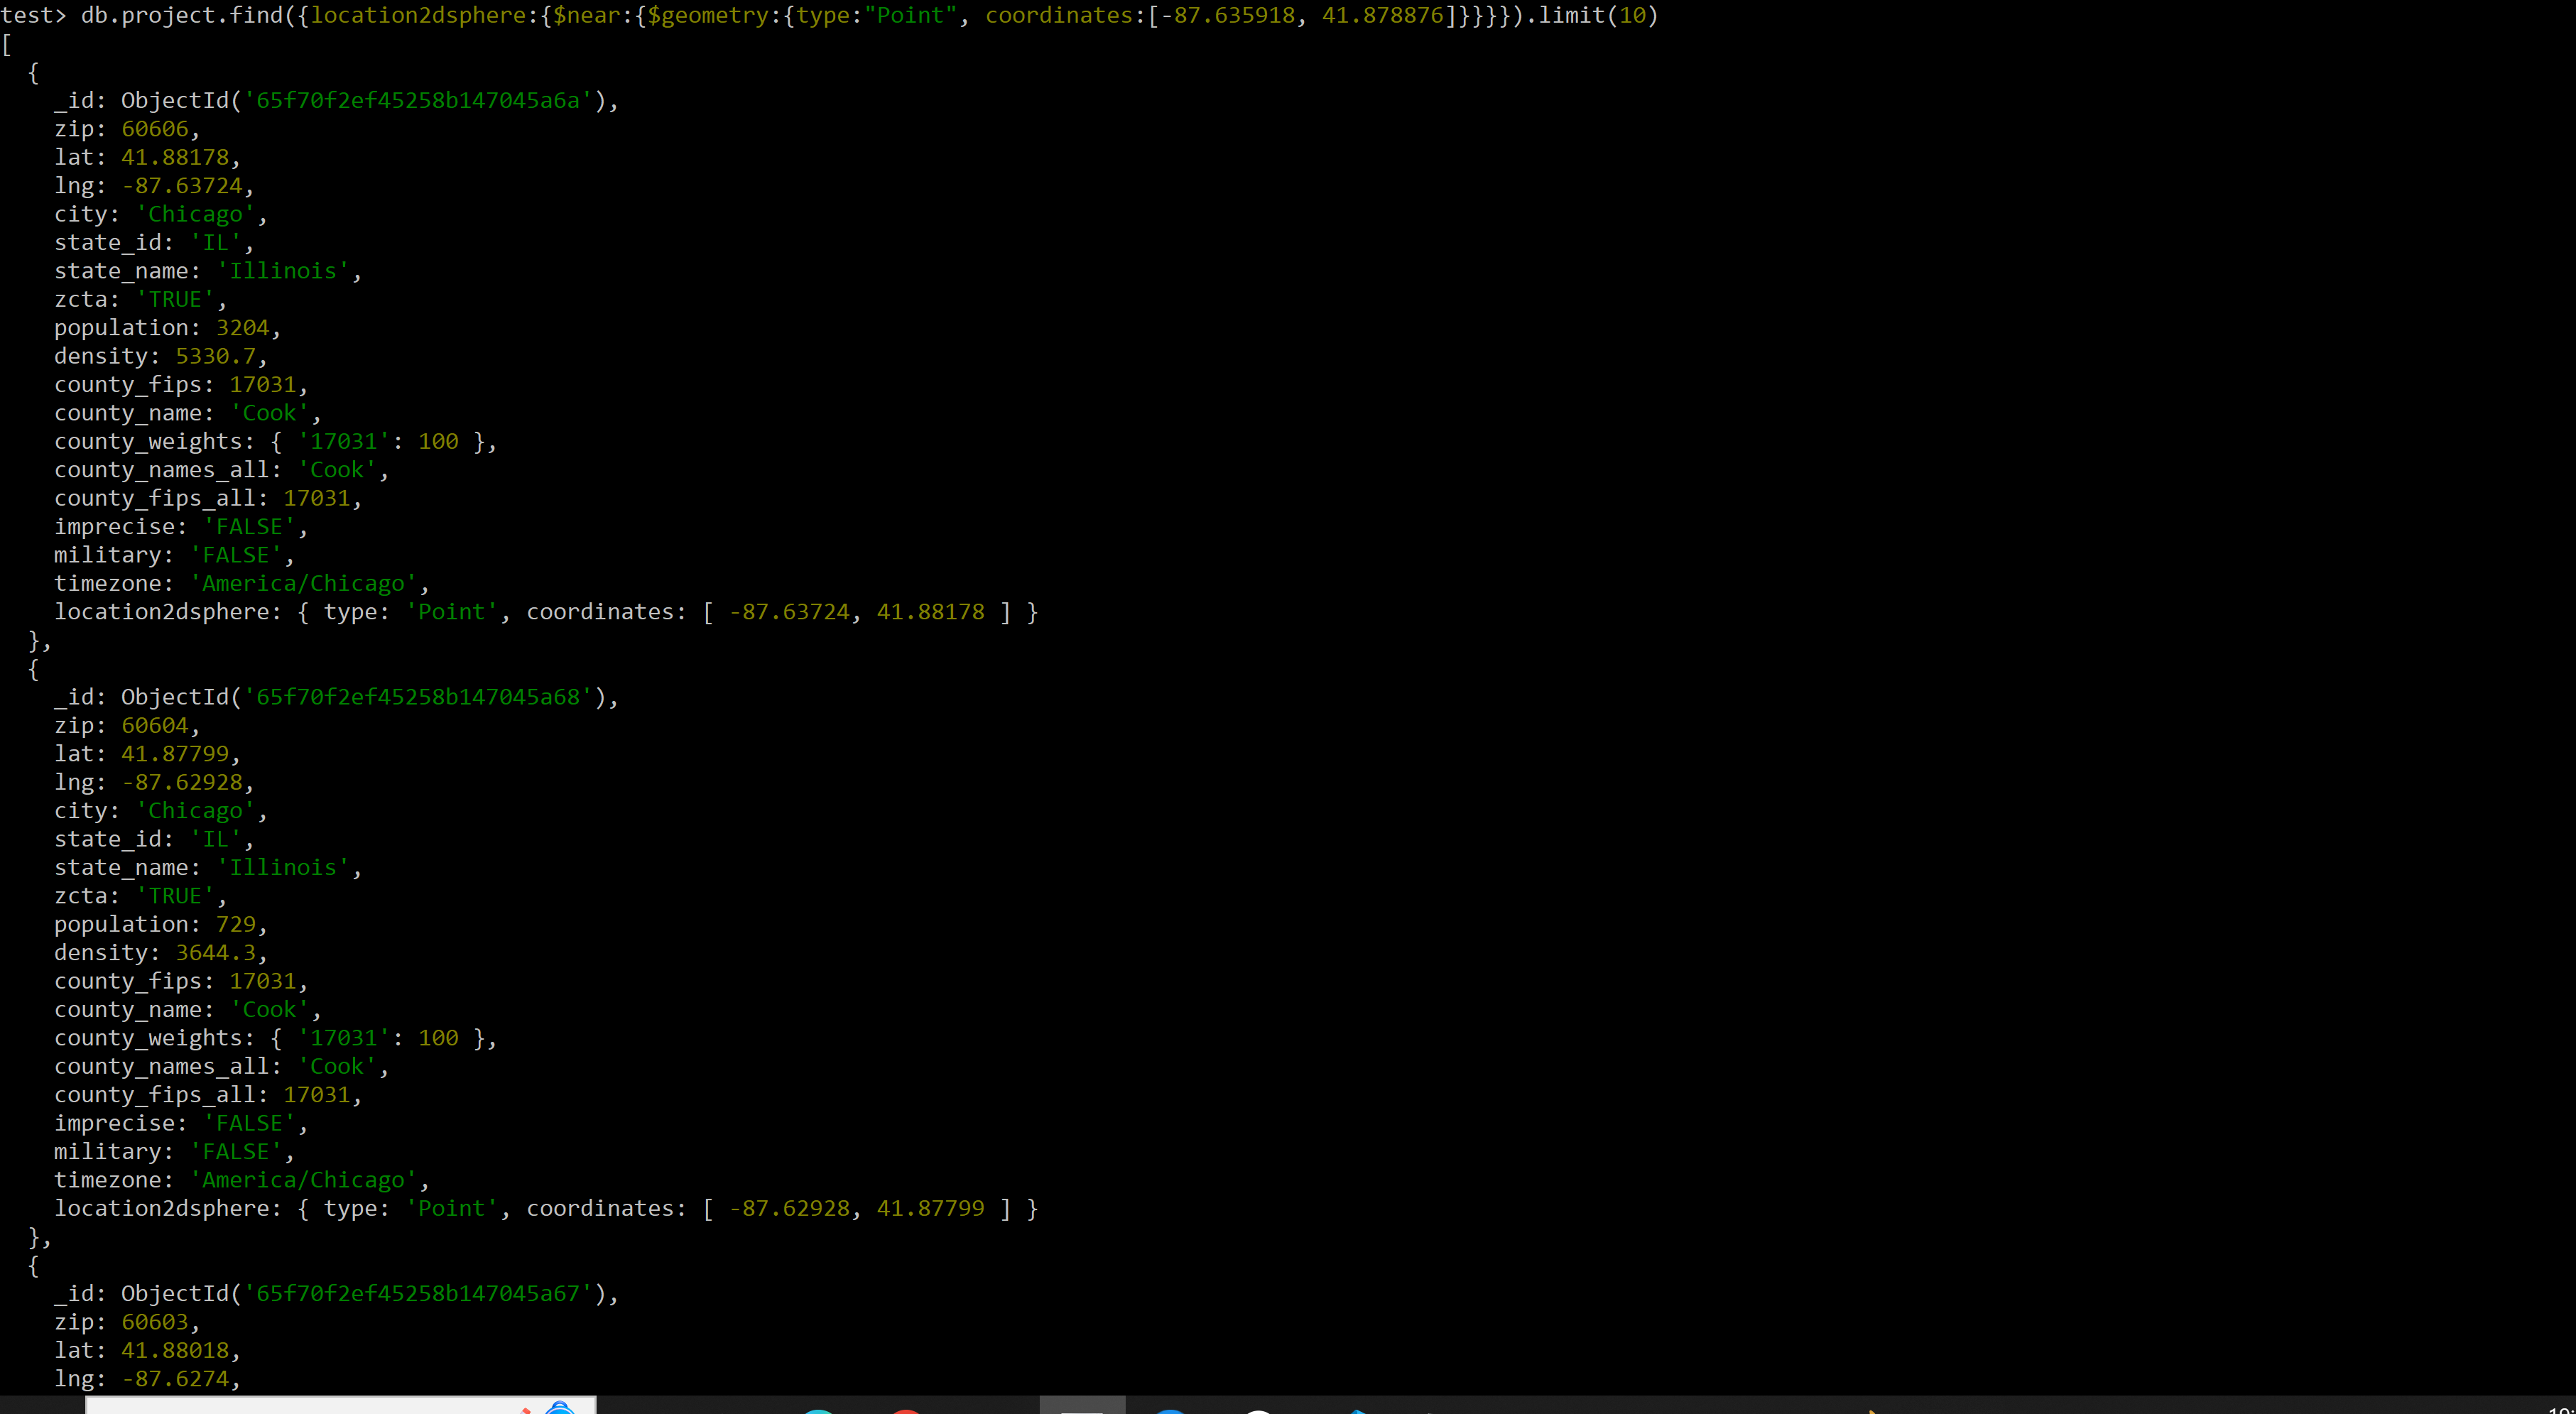 test> db.project.find({location2dsphere:{$near:{$geometry:{type:"Point", coordinates:[-87.635918, 41.878876]}}}}).limit(10)
[
  {
    _id: ObjectId('65f70f2ef45258b147045a6a'),
    zip: 60606,
    lat: 41.88178,
    lng: -87.63724,
    city: 'Chicago',
    state_id: 'IL',
    state_name: 'Illinois',
    zcta: 'TRUE',
    population: 3204,
    density: 5330.7,
    county_fips: 17031,
    county_name: 'Cook',
    county_weights: { '17031': 100 },
    county_names_all: 'Cook',
    county_fips_all: 17031,
    imprecise: 'FALSE',
    military: 'FALSE',
    timezone: 'America/Chicago',
    location2dsphere: { type: 'Point', coordinates: [ -87.63724, 41.88178 ] }
  },
  {
    _id: ObjectId('65f70f2ef45258b147045a68'),
    zip: 60604,
    lat: 41.87799,
    lng: -87.62928,
    city: 'Chicago',
    state_id: 'IL',
    state_name: 'Illinois',
    zcta: 'TRUE',
    population: 729,
    density: 3644.3,
    county_fips: 17031,
    county_name: 'Cook',
    county_weights: { '17031': 100 },
    county_names_all: 'Cook',
    county_fips_all: 17031,
    imprecise: 'FALSE',
    military: 'FALSE',
    timezone: 'America/Chicago',
    location2dsphere: { type: 'Point', coordinates: [ -87.62928, 41.87799 ] }
  },
  {
    _id: ObjectId('65f70f2ef45258b147045a67'),
    zip: 60603,
    lat: 41.88018,
    lng: -87.6274,